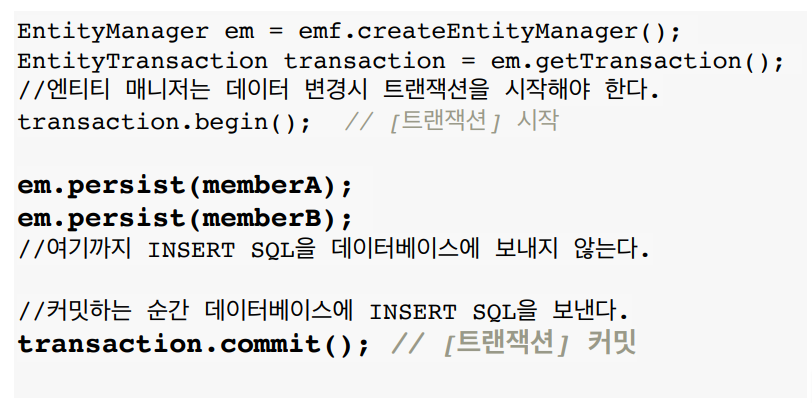 EntityManager em = emf.createEntityManager();
EntityTransaction transaction = em.getTransaction();
//엔티티 매니저는 데이터 변경시 트랜잭션을 시작해야 한다.
transaction.begin();  // [트랜잭션] 시작
em.persist(memberA);
em.persist(memberB);
//여기까지 INSERT SQL을 데이터베이스에 보내지 않는다.
//커밋하는 순간 데이터베이스에 INSERT SQL을 보낸다.
transaction.commit(); // [트랜잭션] 커밋